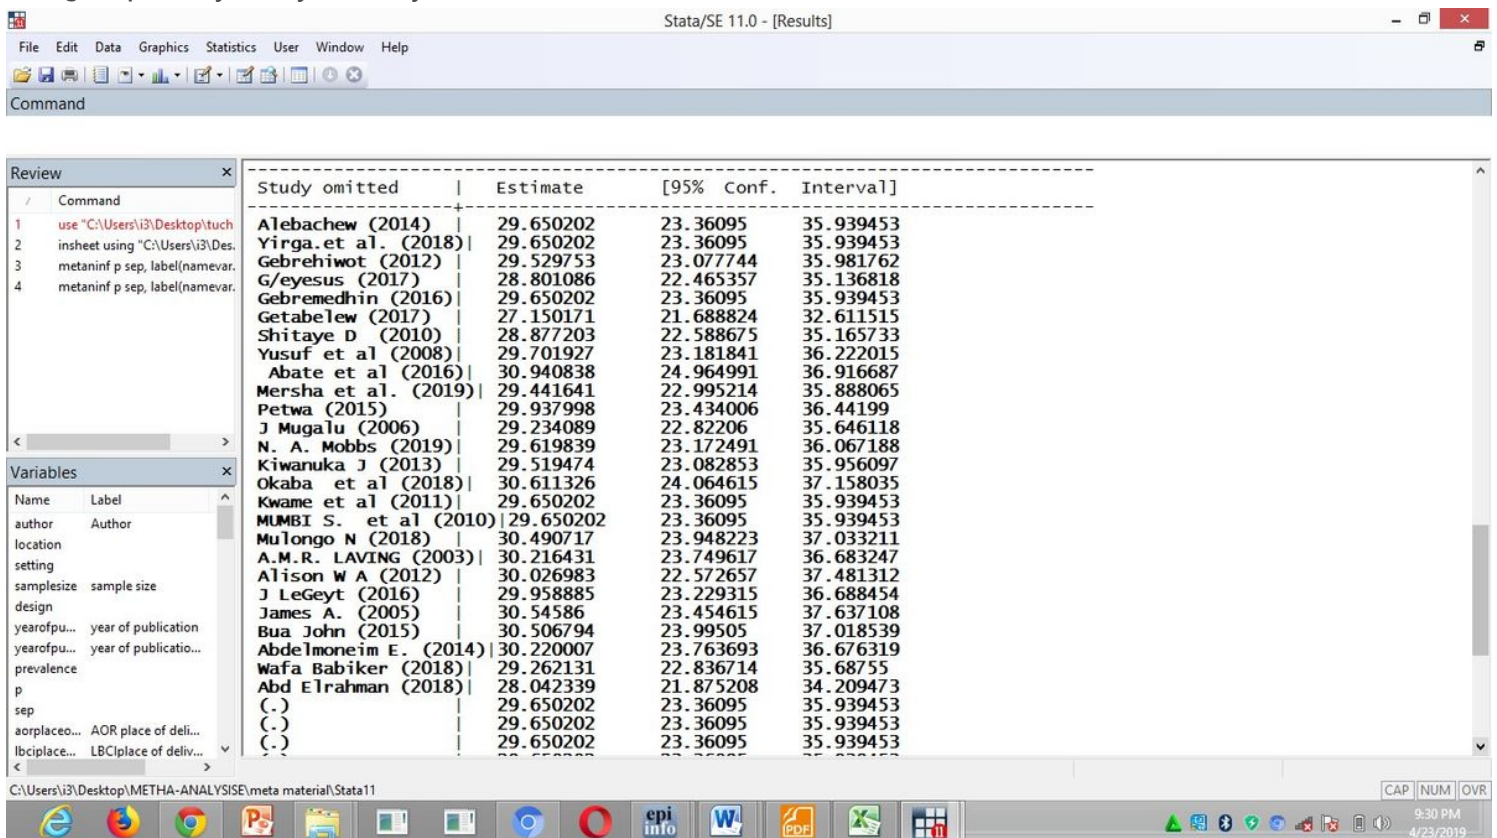 Stata/SE 11.0 - [Results]
File Edit Data Graphics Statistics User Window Help
Command
Review
Command
1 use "C:\Users\i3\Desktop\tuch
2 insheet using "C:\Users\i3\Des.
3 metaninf p sep, label(namevar.
4 metaninf p sep, label(namevar.
Variables
Name Label
author Author
location
setting
samplesize sample size
design
yearofpu... year of publication
yearofpu... year of publicatio...
prevalence
p
sep
aorplaceo... AOR place of deli...
lbciplace... LBCIplace of deliv...
Study omitted | Estimate [95% Conf. Interval]
Alebachew (2014) | 29.650202 23.36095 35.939453
Yirga.et al. (2018)| 29.650202 23.36095 35.939453
Gebrehiwot (2012) | 29.529753 23.077744 35.981762
G/eyesus (2017) | 28.801086 22.465357 35.136818
Gebremedhin (2016)| 29.650202 23.36095 35.939453
Getabelew (2017) | 27.150171 21.688824 32.611515
Shitaye D (2010) | 28.877203 22.588675 35.165733
Yusuf et al (2008)| 29.701927 23.181841 36.222015
Abate et al (2016)| 30.940838 24.964991 36.916687
Mersha et al. (2019)| 29.441641 22.995214 35.888065
Petwa (2015) | 29.937998 23.434006 36.44199
J Mugalu (2006) | 29.234089 22.82206 35.646118
N. A. Mobbs (2019)| 29.619839 23.172491 36.067188
Kiwanuka J (2013) | 29.519474 23.082853 35.956097
Okaba et al (2018)| 30.611326 24.064615 37.158035
Kwame et al (2011)| 29.650202 23.36095 35.939453
MUMBI S. et al (2010)|29.650202 23.36095 35.939453
Mulongo N (2018) | 30.490717 23.948223 37.033211
A.M.R. LAVING (2003)| 30.216431 23.749617 36.683247
Alison W A (2012) | 30.026983 22.572657 37.481312
J LeGeyt (2016) | 29.958885 23.229315 36.688454
James A. (2005) | 30.54586 23.454615 37.637108
Bua John (2015) | 30.506794 23.99505 37.018539
Abdelmoneim E. (2014)|30.220007 23.763693 36.676319
Wafa Babiker (2018)| 29.262131 22.836714 35.68755
Abd Elrahman (2018)| 28.042339 21.875208 34.209473
(.) | 29.650202 23.36095 35.939453
(.) | 29.650202 23.36095 35.939453
(.) | 29.650202 23.36095 35.939453
C:\Users\i3\Desktop\METHA-ANALYSISE\meta material\Stata11
CAP NUM OVR
epi info
PDF
9:30 PM
4/23/2019